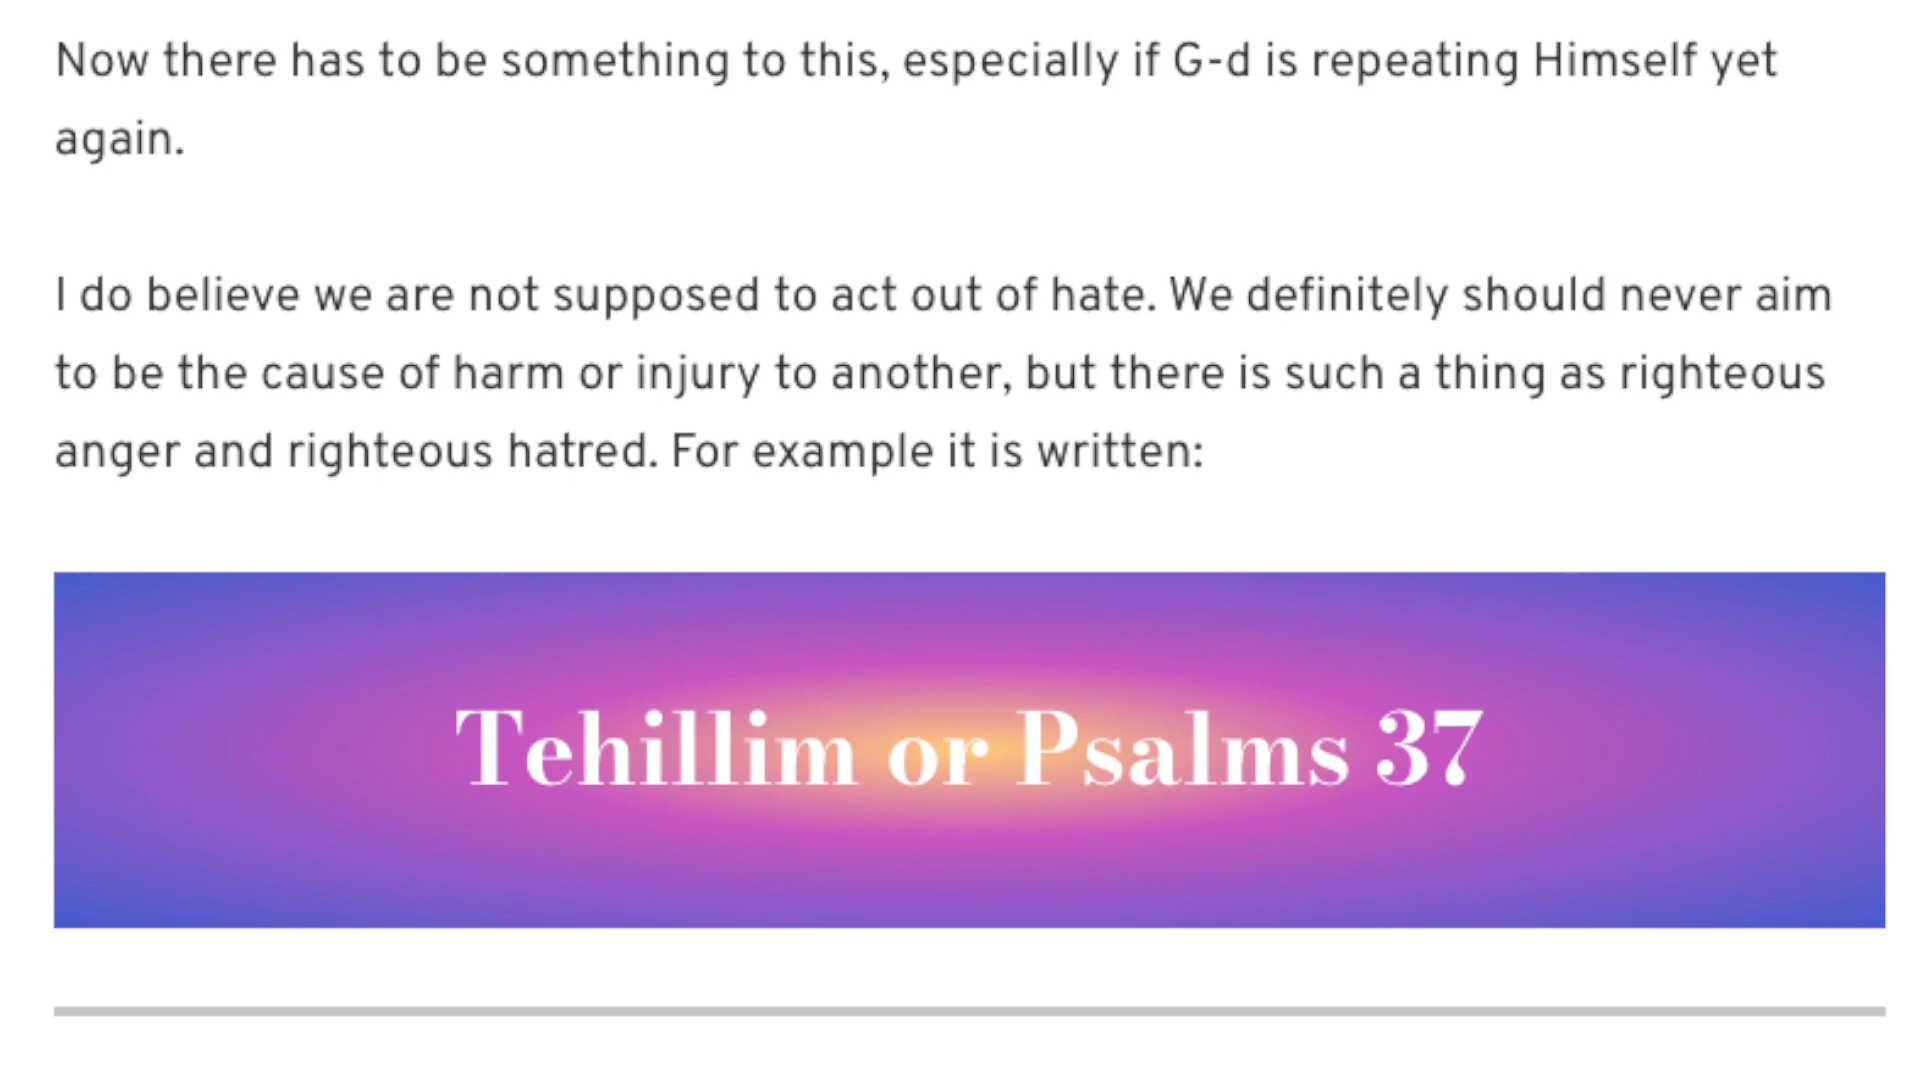 Now there has to be something to this, especially if G-d is repeating Himself yet
again.
I do believe we are not supposed to act out of hate. We definitely should never aim
to be the cause of harm or injury to another, but there is such a thing as righteous
anger and righteous hatred. For example it is written:
Tehillim or Psalms 37